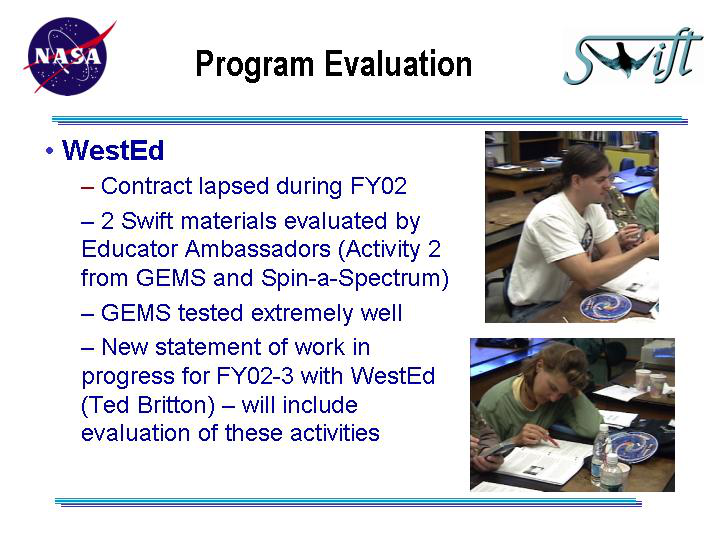 NASA
Program Evaluation
Swift
• WestEd
– Contract lapsed during FY02
– 2 Swift materials evaluated by
Educator Ambassadors (Activity 2
from GEMS and Spin-a-Spectrum)
– GEMS tested extremely well
– New statement of work in
progress for FY02-3 with WestEd
(Ted Britton) – will include
evaluation of these activities